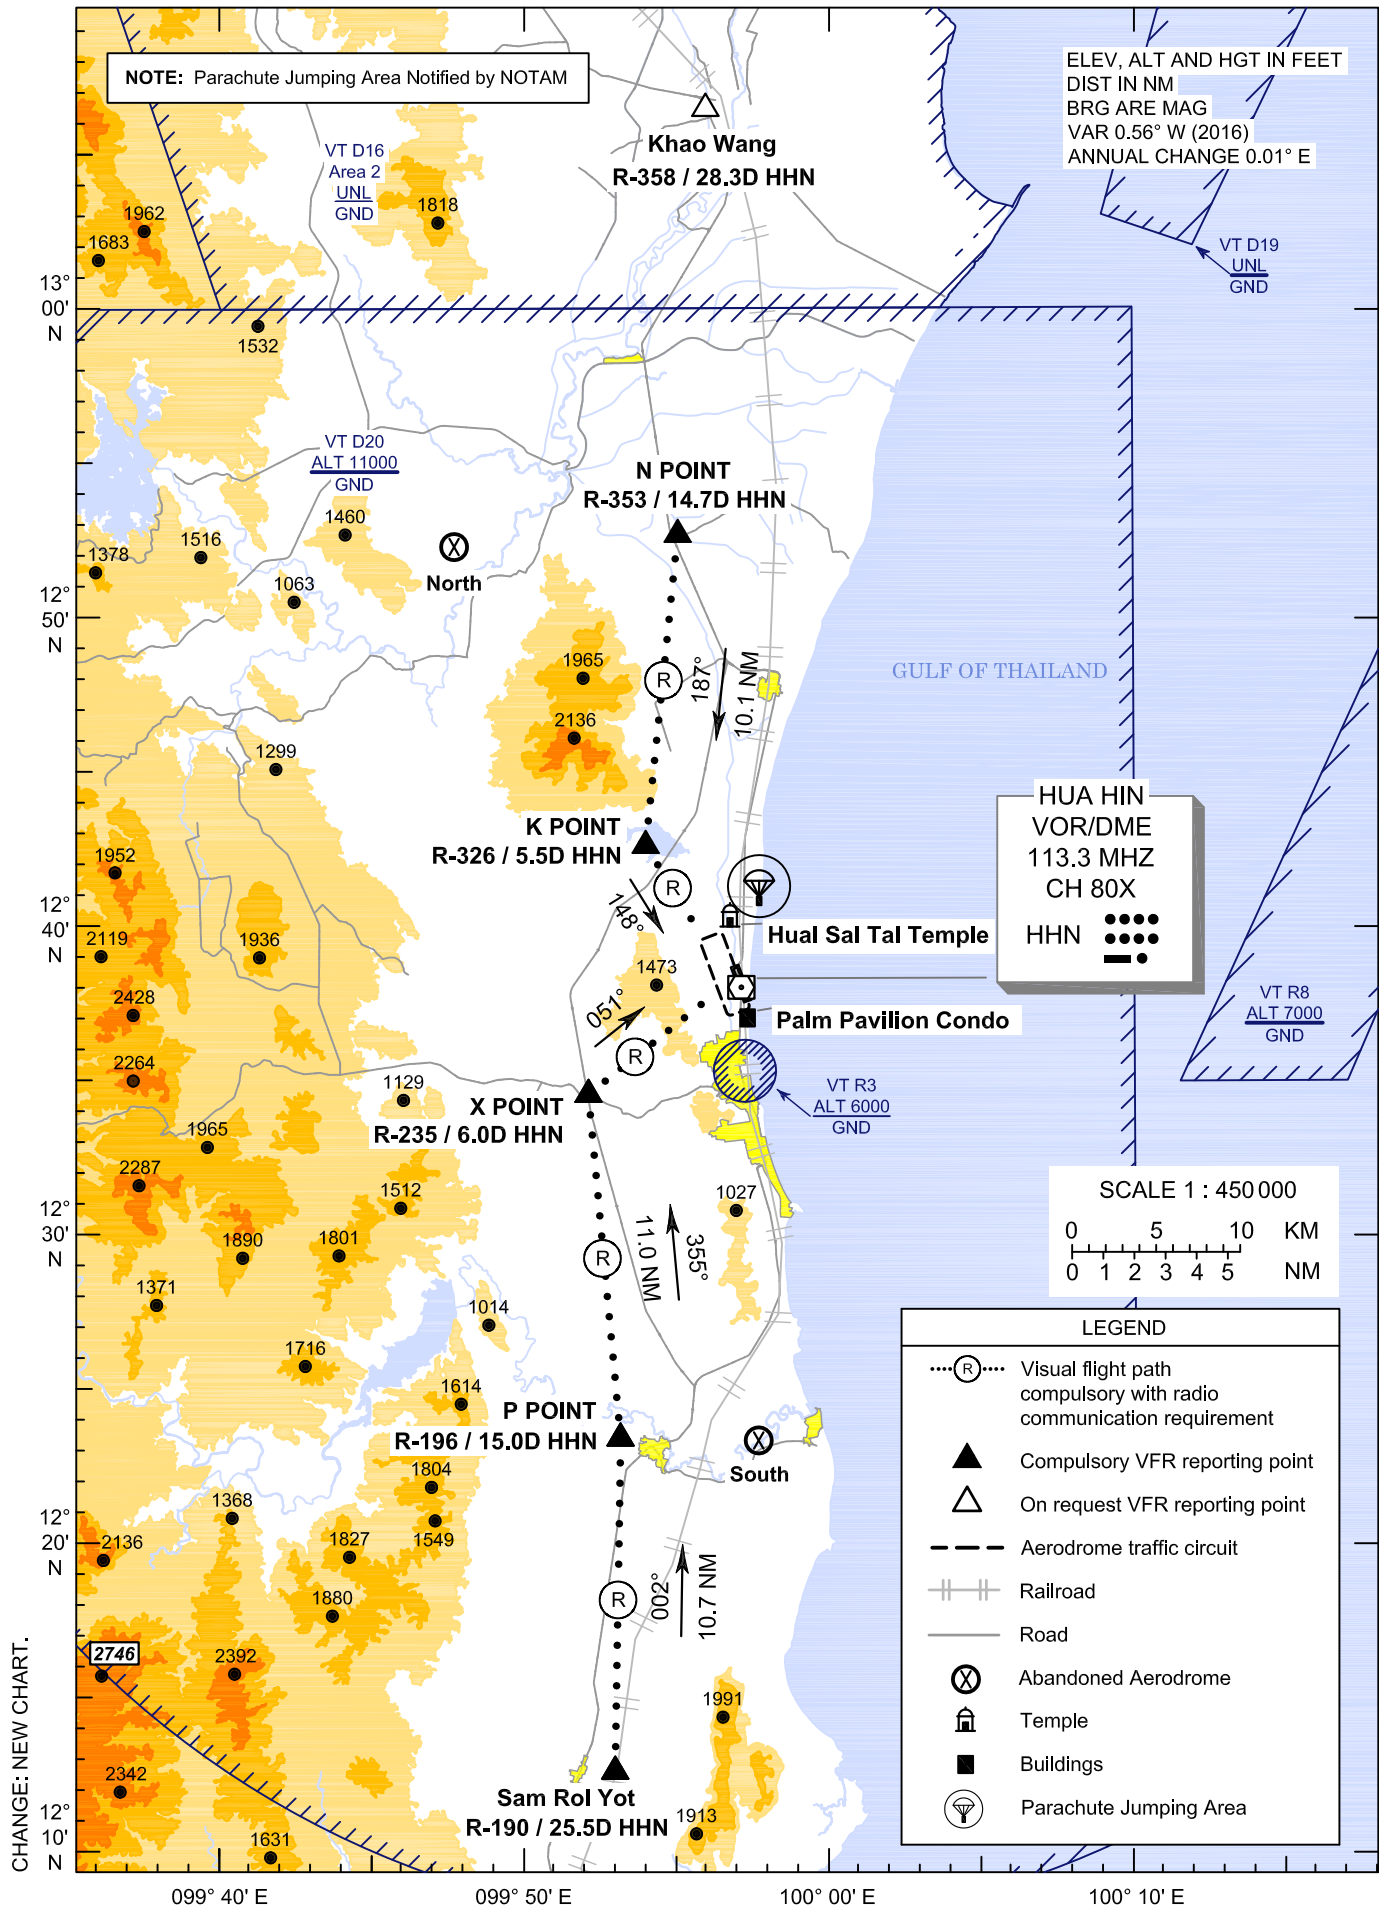 NOTE: Parachute Jumping Area Notified by NOTAM
ELEV, ALT AND HGT IN FEET
DIST IN NM
BRG ARE MAG
VAR 0.56° W (2016)
ANNUAL CHANGE 0.01° E
Khao Wang
R-358 / 28.3D HHN
VT D16
Area 2
UNL
GND
1818
1962
1683
VT D19
UNL
GND
13°
00'
N
1532
VT D20
ALT 11000
GND
N POINT
R-353 / 14.7D HHN
1460
1516
1378
1063
North
12°
50'
N
1965
R
187°
10.1 NM
GULF OF THAILAND
2136
1299
K POINT
R-326 / 5.5D HHN
HUA HIN
VOR/DME
113.3 MHZ
CH 80X
HHN
1952
R
148°
12°
40'
N
2119
1936
Hual Sal Tal Temple
1473
2428
051°
Palm Pavilion Condo
VT R8
ALT 7000
GND
R
2264
1129
X POINT
R-235 / 6.0D HHN
VT R3
ALT 6000
GND
1965
2287
1512
1027
SCALE 1 : 450 000
0 5 10 KM
0 1 2 3 4 5 NM
12°
30'
N
1890
1801
R
11.0 NM
355°
1371
1014
1716
1614
P POINT
R-196 / 15.0D HHN
South
1804
1368
1549
12°
20'
N
2136
1827
1880
R
002°
10.7 NM
2746
2392
1991
2342
Sam Rol Yot
R-190 / 25.5D HHN
1913
1631
12°
10'
N
LEGEND
R
Visual flight path
compulsory with radio
communication requirement
Compulsory VFR reporting point
On request VFR reporting point
Aerodrome traffic circuit
Railroad
Road
Abandoned Aerodrome
Temple
Buildings
Parachute Jumping Area
CHANGE: NEW CHART.
099° 40' E
099° 50' E
100° 00' E
100° 10' E